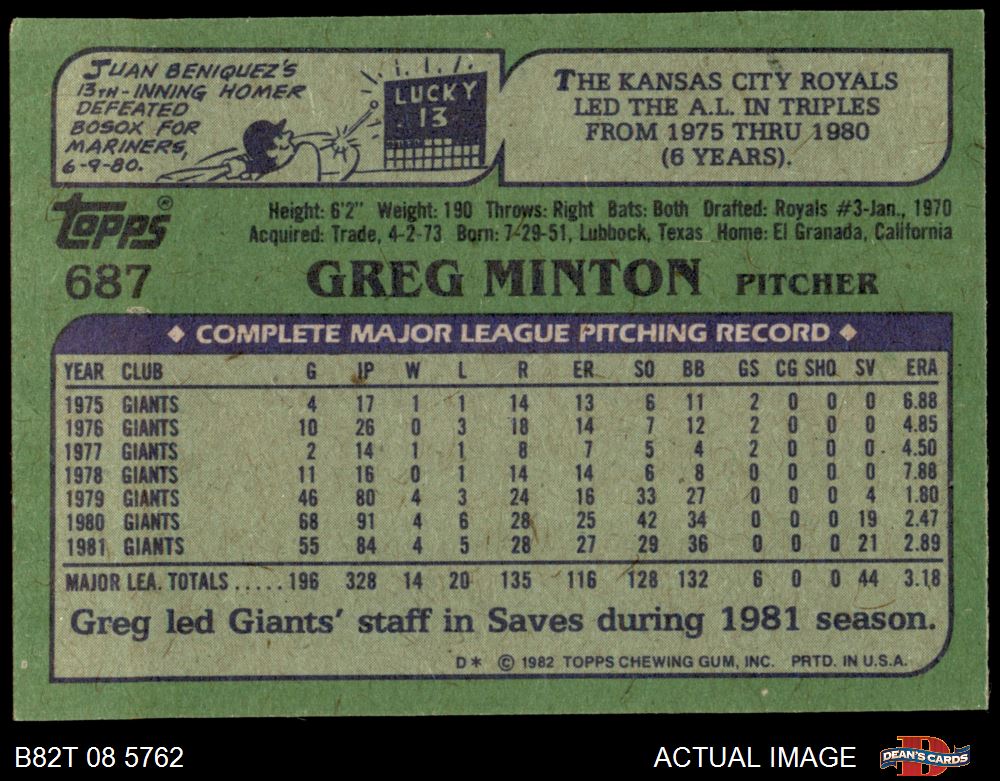 JUAN BENIQUEZ'S
13TH-INNING HOMER
DEFEATED
BOSOX FOR
MARINERS,
6-9-80.
LUCKY
13
THE KANSAS CITY ROYALS
LED THE A.L. IN TRIPLES
FROM 1975 THRU 1980
(6 YEARS).
topps®
Height: 6'2" Weight: 190 Throws: Right Bats: Both Drafted: Royals #3-Jan., 1970
Acquired: Trade, 4-2-73 Born: 7-29-51, Lubbock, Texas Home: El Granada, California
687 GREG MINTON PITCHER
◆ COMPLETE MAJOR LEAGUE PITCHING RECORD ◆
YEAR CLUB G IP W L R ER SO BB GS CG SHO SV ERA
1975 GIANTS 4 17 1 1 14 13 6 11 2 0 0 0 6.88
1976 GIANTS 10 26 0 3 18 14 7 12 2 0 0 0 4.85
1977 GIANTS 2 14 1 1 8 7 5 4 2 0 0 0 4.50
1978 GIANTS 11 16 0 1 14 14 6 8 0 0 0 0 7.88
1979 GIANTS 46 80 4 3 24 16 33 27 0 0 0 4 1.80
1980 GIANTS 68 91 4 6 28 25 42 34 0 0 0 19 2.47
1981 GIANTS 55 84 4 5 28 27 29 36 0 0 0 21 2.89
MAJOR LEA. TOTALS.....196 328 14 20 135 116 128 132 6 0 0 44 3.18
Greg led Giants' staff in Saves during 1981 season.
D* © 1982 TOPPS CHEWING GUM, INC. PRTD. IN U.S.A.
B82T 08 5762
ACTUAL IMAGE
DEAN'S CARDS